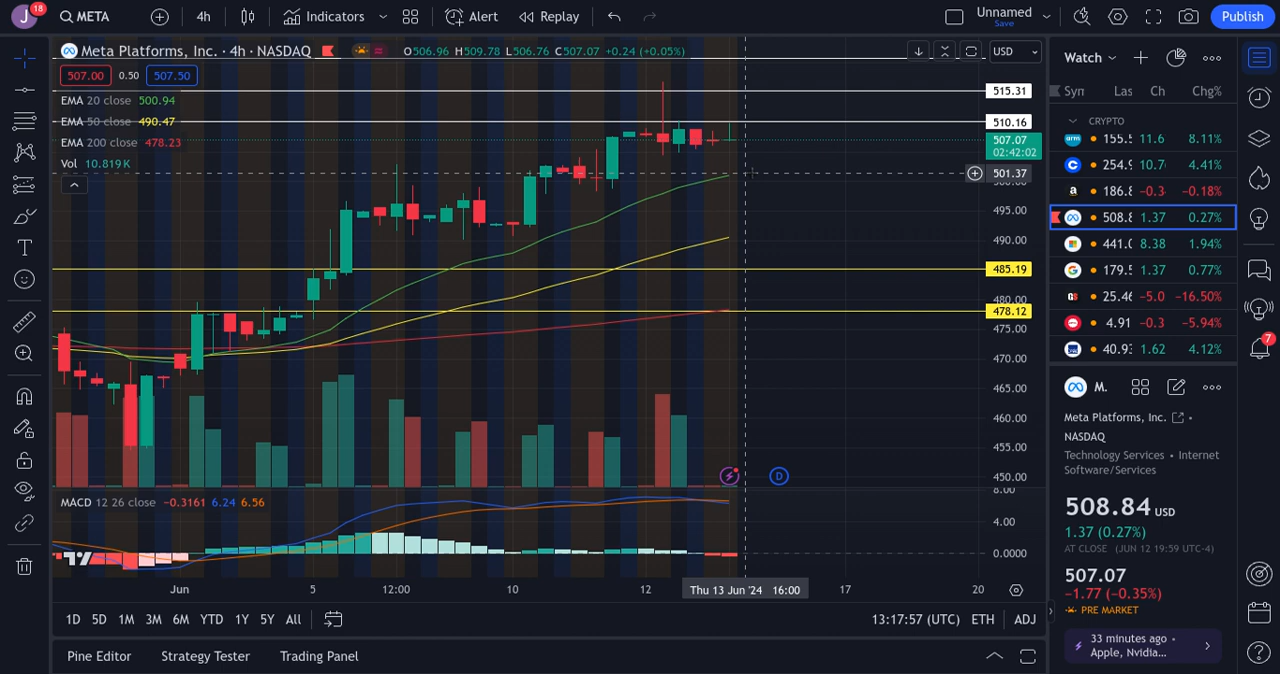 J 18 META 4h Indicators Alert Replay Unnamed Save Publish
Meta Platforms, Inc. · 4h · NASDAQ O506.96 H509.78 L506.76 C507.07 +0.24 (+0.05%) USD
507.00 0.50 507.50
EMA 20 close 500.94
EMA 50 close 490.47
EMA 200 close 478.23
Vol 10.819K
515.31
510.16
507.07
02:42:02
501.37
495.00
490.00
485.19
480.00
478.12
475.00
470.00
465.00
460.00
455.00
450.00
D
MACD 12 26 close −0.3161 6.24 6.56
8.00
4.00
0.0000
Jun 5 12:00 10 12 Thu 13 Jun '24 16:00 17 20
1D 5D 1M 3M 6M YTD 1Y 5Y All 13:17:57 (UTC) ETH ADJ
Pine Editor Strategy Tester Trading Panel
Watch
Syn Las Ch Chg%
CRYPTO
arm 155.5 11.6 8.11%
254.9 10.7 4.41%
186.8 −0.3 −0.18%
508.8 1.37 0.27%
441.0 8.38 1.94%
179.5 1.37 0.77%
25.46 −5.0 −16.50%
4.91 −0.3 −5.94%
40.93 1.62 4.12%
M.
Meta Platforms, Inc.
NASDAQ
Technology Services • Internet
Software/Services
508.84 USD
1.37 (0.27%)
AT CLOSE (JUN 12 19:59 UTC-4)
507.07
−1.77 (−0.35%)
PRE MARKET
33 minutes ago •
Apple, Nvidia...
7